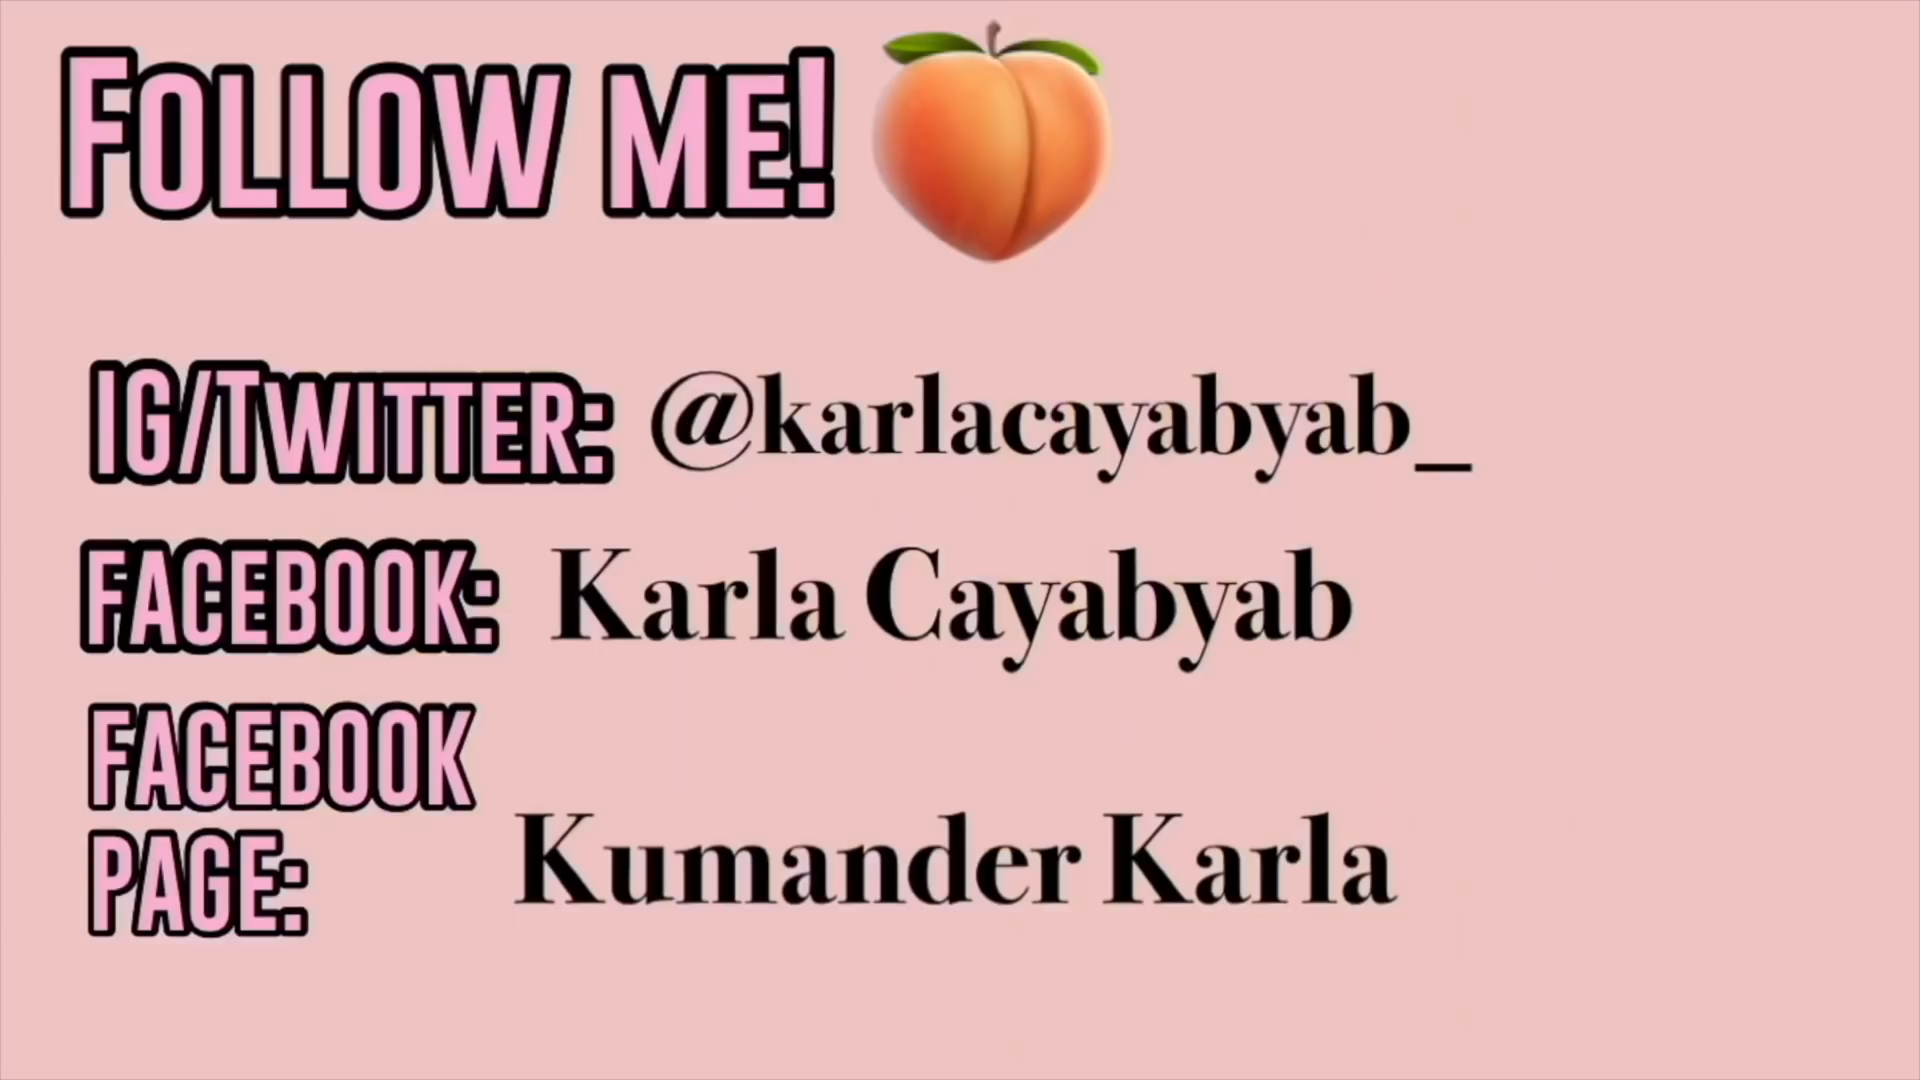 Follow me!
IG/Twitter: @karlacayabyab_
Facebook: Karla Cayabyab
Facebook
Page: Kumander Karla